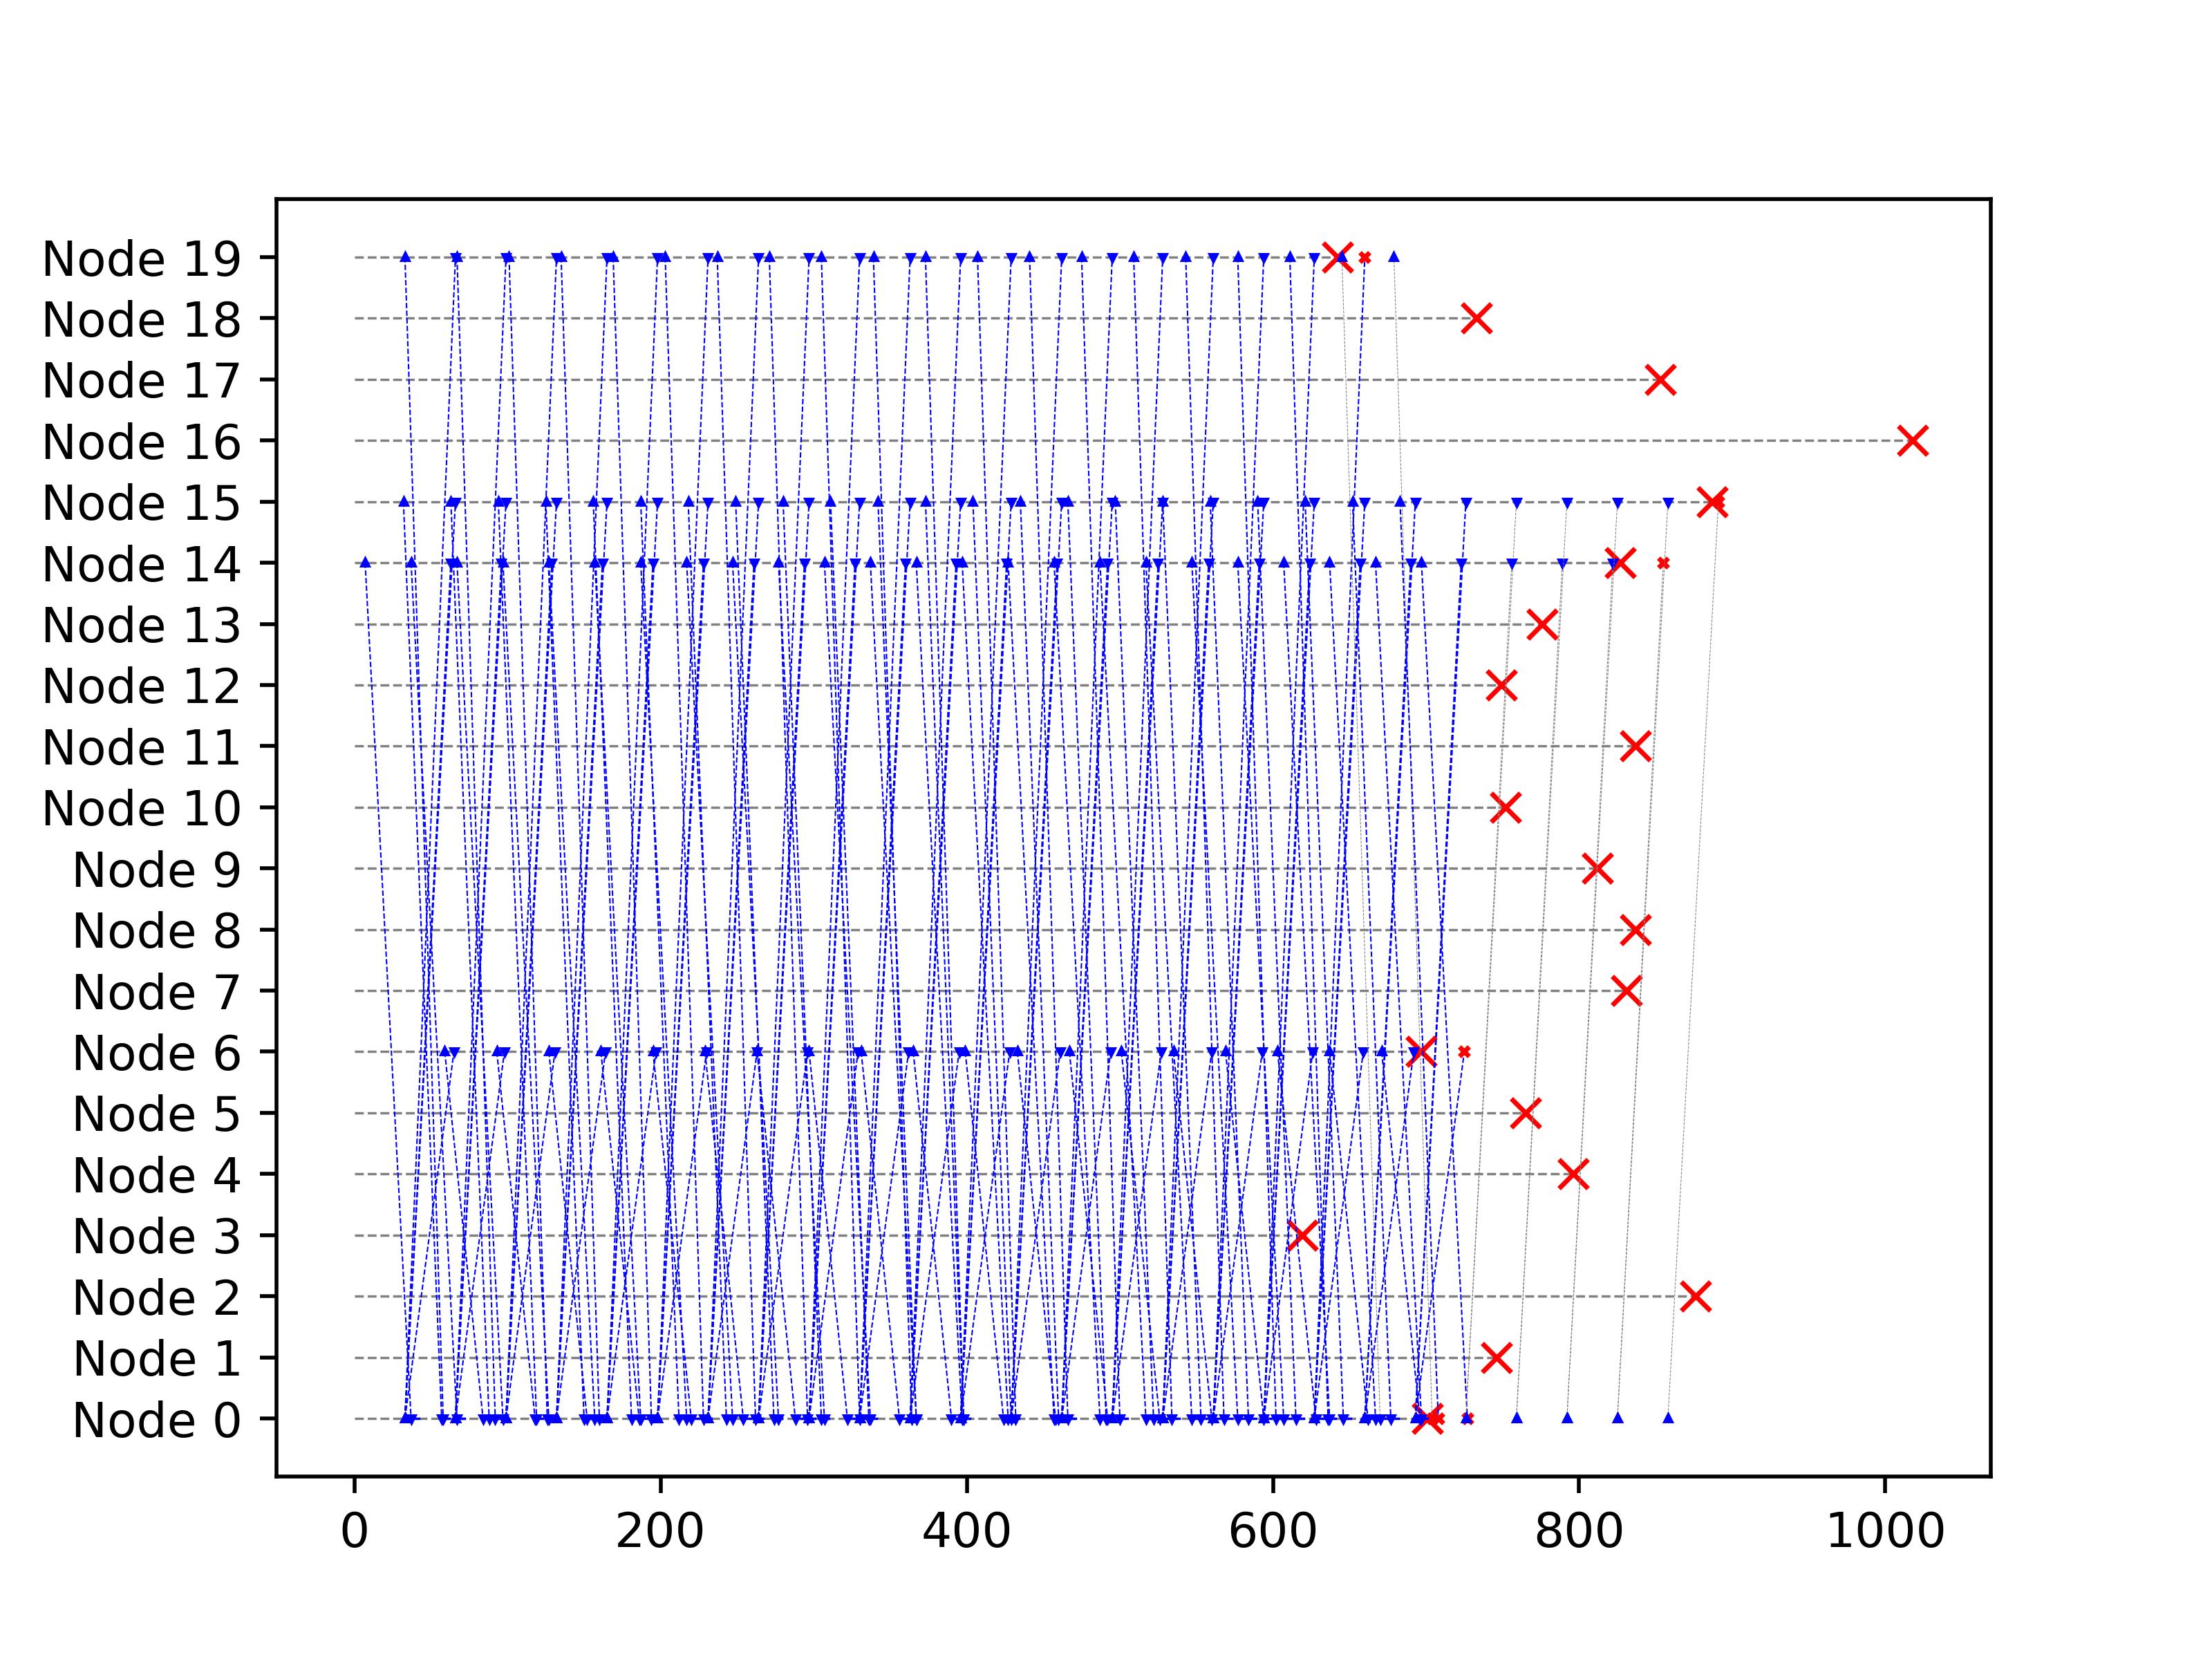 Node 19
Node 18
Node 17
Node 16
Node 15
Node 14
Node 13
Node 12
Node 11
Node 10
Node 9
Node 8
Node 7
Node 6
Node 5
Node 4
Node 3
Node 2
Node 1
Node 0
0 200 400 600 800 1000